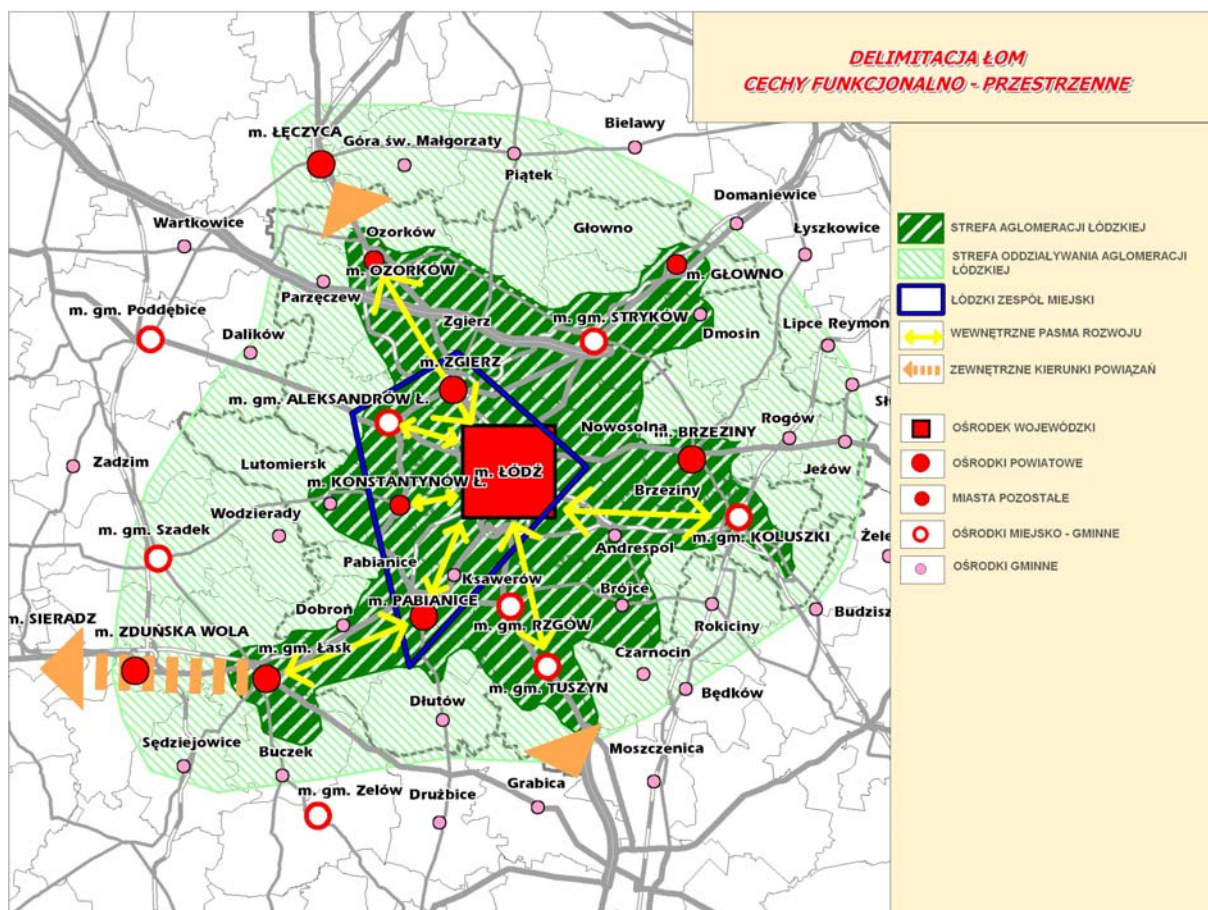 DELIMITACJA ŁOM
CECHY FUNKCJONALNO - PRZESTRZENNE
STREFA AGLOMERACJI ŁÓDZKIEJ
STREFA ODDZIAŁYWANIA AGLOMERACJI
ŁÓDZKIEJ
ŁÓDZKI ZESPÓŁ MIEJSKI
WEWNĘTRZNE PASMA ROZWOJU
ZEWNĘTRZNE KIERUNKI POWIĄZAŃ
OŚRODEK WOJEWÓDZKI
OŚRODKI POWIATOWE
MIASTA POZOSTAŁE
OŚRODKI MIEJSKO - GMINNE
OŚRODKI GMINNE
m. ŁĘCZYCA
Góra św. Małgorzaty
Bielawy
Piątek
Domaniewice
Wartkowice
Ozorków
Głowno
Łyszkowice
m. OZORKÓW
m. GŁOWNO
Parzęczew
m. gm. Poddębice
Zgierz
m. gm. STRYKÓW
Dmosin
Lipce Reymon
Dalików
m. ZGIERZ
m. gm. ALEKSANDRÓW Ł.
Sł
Nowosolna
m. BRZEZINY
Rogów
Zadzim
Lutomiersk
m. ŁÓDŹ
Jeżów
m. KONSTANTYNÓW Ł.
Brzeziny
Wodzierady
m. gm. Szadek
m. gm. KOLUSZKI
Andrespol
Żele
Pabianice
Ksawerów
Brójce
m. PABIANICE
Dobroń
Budzisz
m. SIERADZ
m. ZDUŃSKA WOLA
m. gm. RZGÓW
Rokiciny
m. gm. Łask
Czarnocin
m. gm. TUSZYN
Będków
Dłutów
Sędziejowice
Buczek
Moszczenica
Grabica
m. gm. Zelów
Drużbice